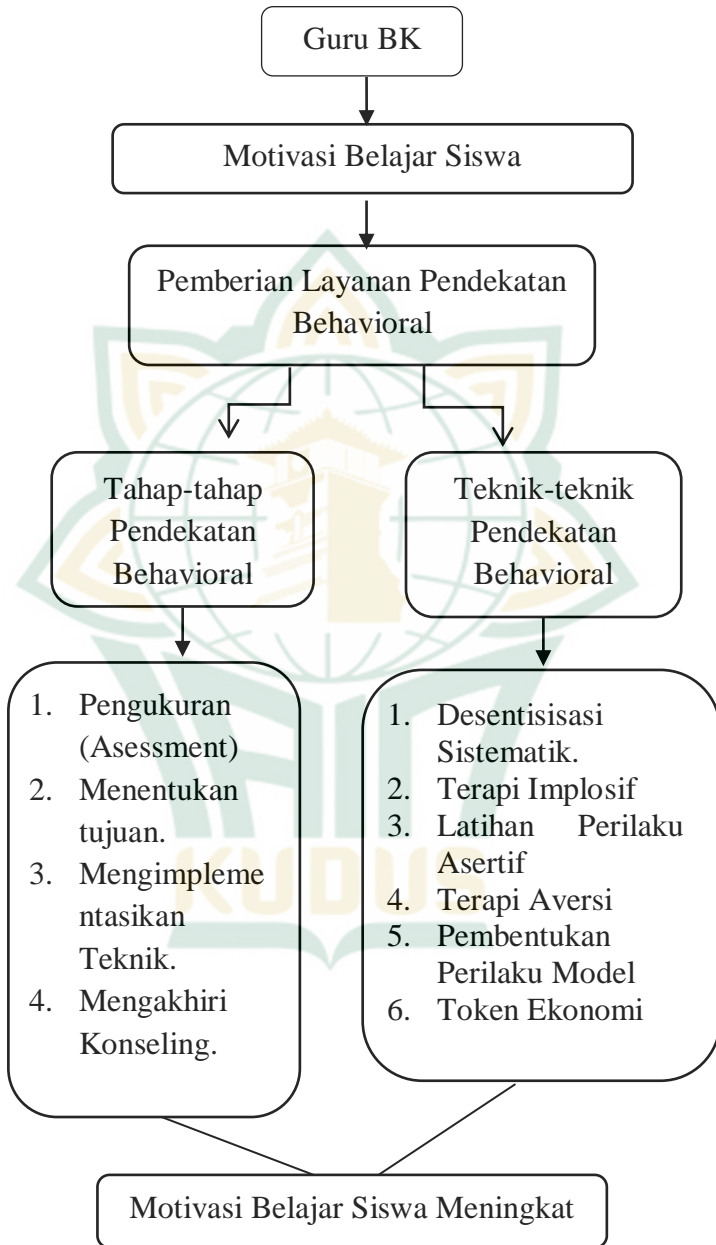 Guru BK
Motivasi Belajar Siswa
Pemberian Layanan Pendekatan
Behavioral
Tahap-tahap
Pendekatan
Behavioral
Teknik-teknik
Pendekatan
Behavioral
1. Pengukuran
(Asessment)
2. Menentukan
tujuan.
3. Mengimpleme
ntasikan
Teknik.
4. Mengakhiri
Konseling.
1. Desentisisasi
Sistematik.
2. Terapi Implosif
3. Latihan Perilaku
Asertif
4. Terapi Aversi
5. Pembentukan
Perilaku Model
6. Token Ekonomi
KUDUS
Motivasi Belajar Siswa Meningkat